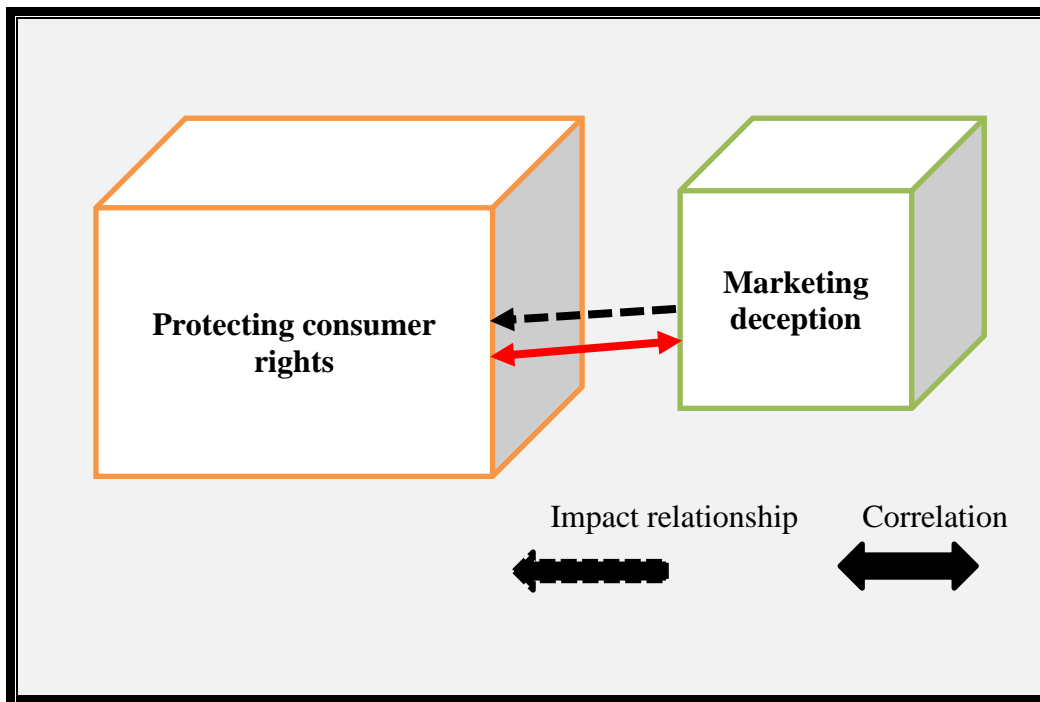 Marketing
deception
Protecting consumer
rights
Impact relationship
Correlation